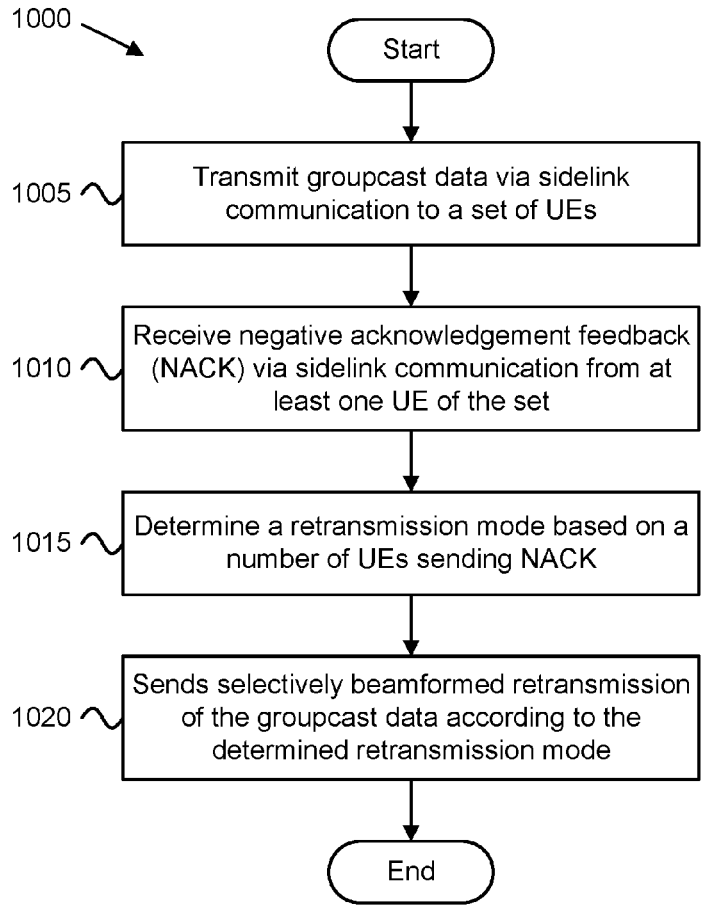 1000
Start
1005
Transmit groupcast data via sidelink
communication to a set of UEs
1010
Receive negative acknowledgement feedback
(NACK) via sidelink communication from at
least one UE of the set
1015
Determine a retransmission mode based on a
number of UEs sending NACK
1020
Sends selectively beamformed retransmission
of the groupcast data according to the
determined retransmission mode
End